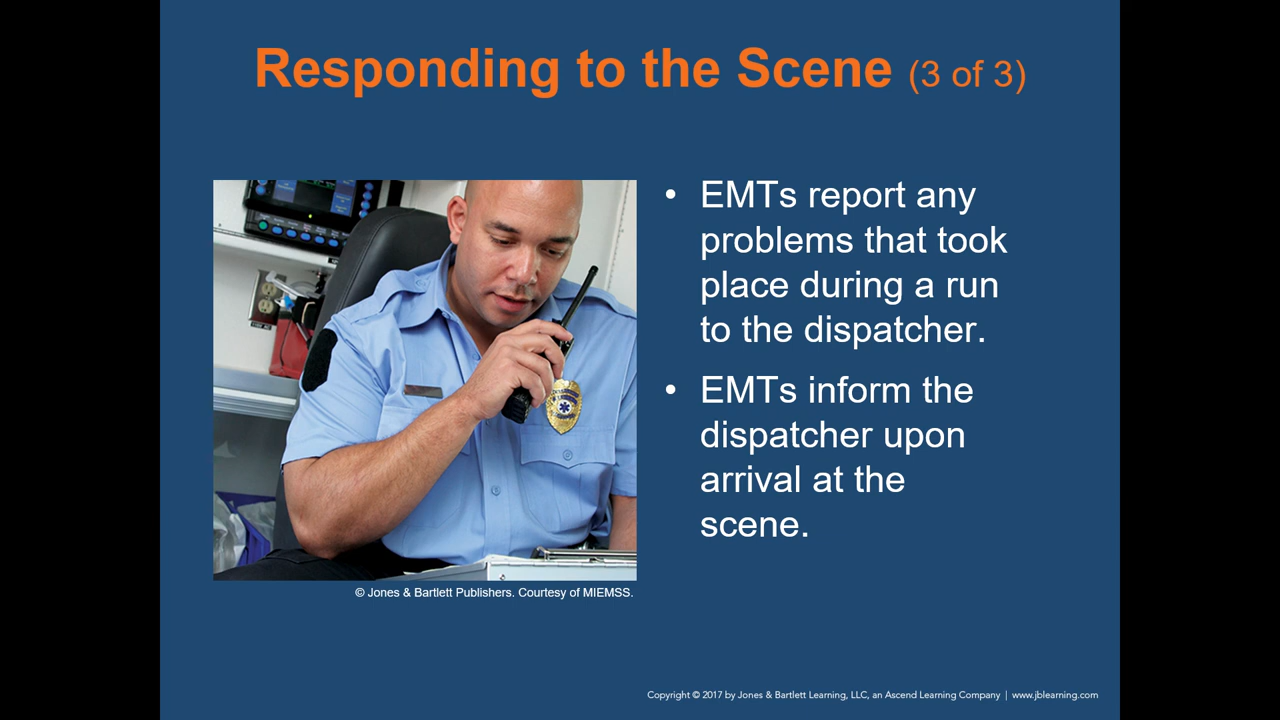 Responding to the Scene (3 of 3)
• EMTs report any
problems that took
place during a run
to the dispatcher.
• EMTs inform the
dispatcher upon
arrival at the
scene.
© Jones & Bartlett Publishers. Courtesy of MIEMSS.
Copyright © 2017 by Jones & Bartlett Learning, LLC, an Ascend Learning Company | www.jblearning.com